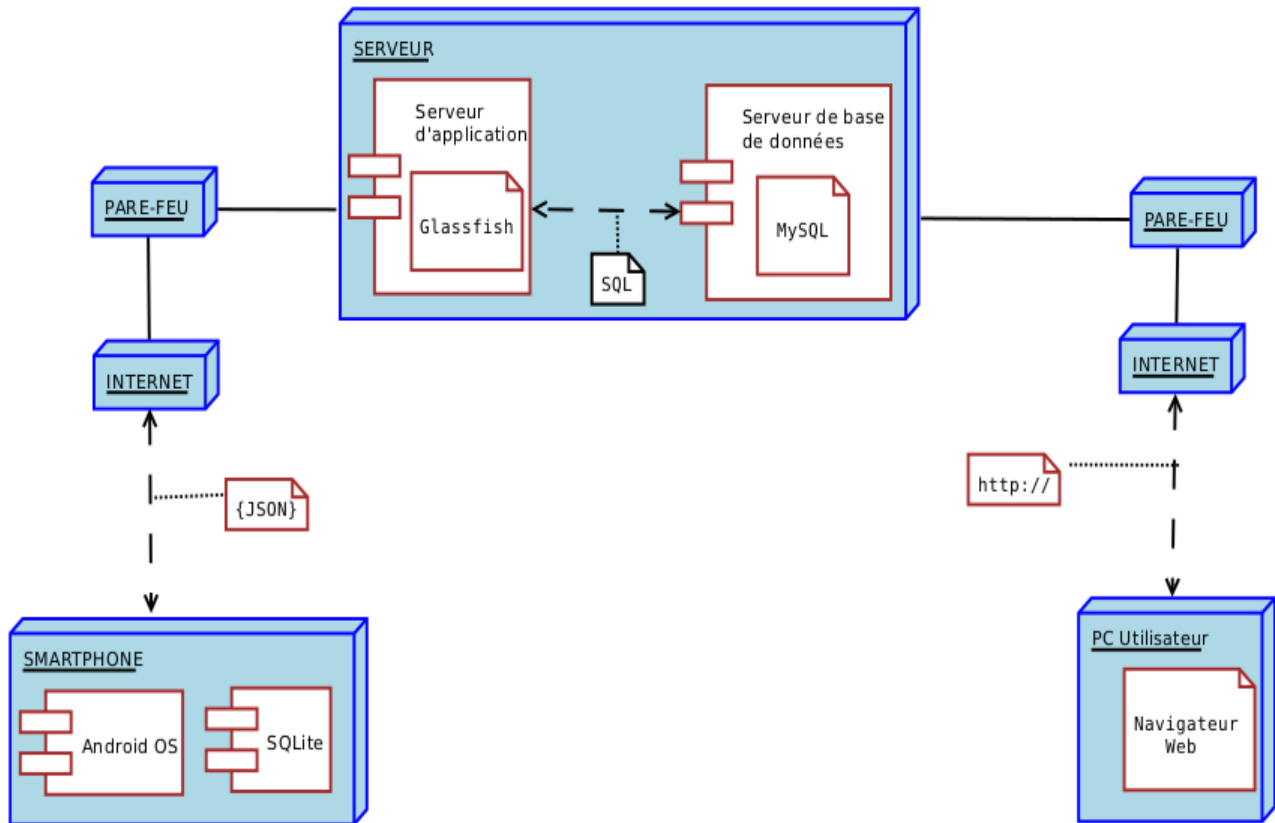 SERVEUR
Serveur
d'application
Glassfish
SQL
Serveur de base
de données
MySQL
PARE-FEU
PARE-FEU
INTERNET
INTERNET
{JSON}
http://
SMARTPHONE
Android OS
SQLite
PC Utilisateur
Navigateur
Web